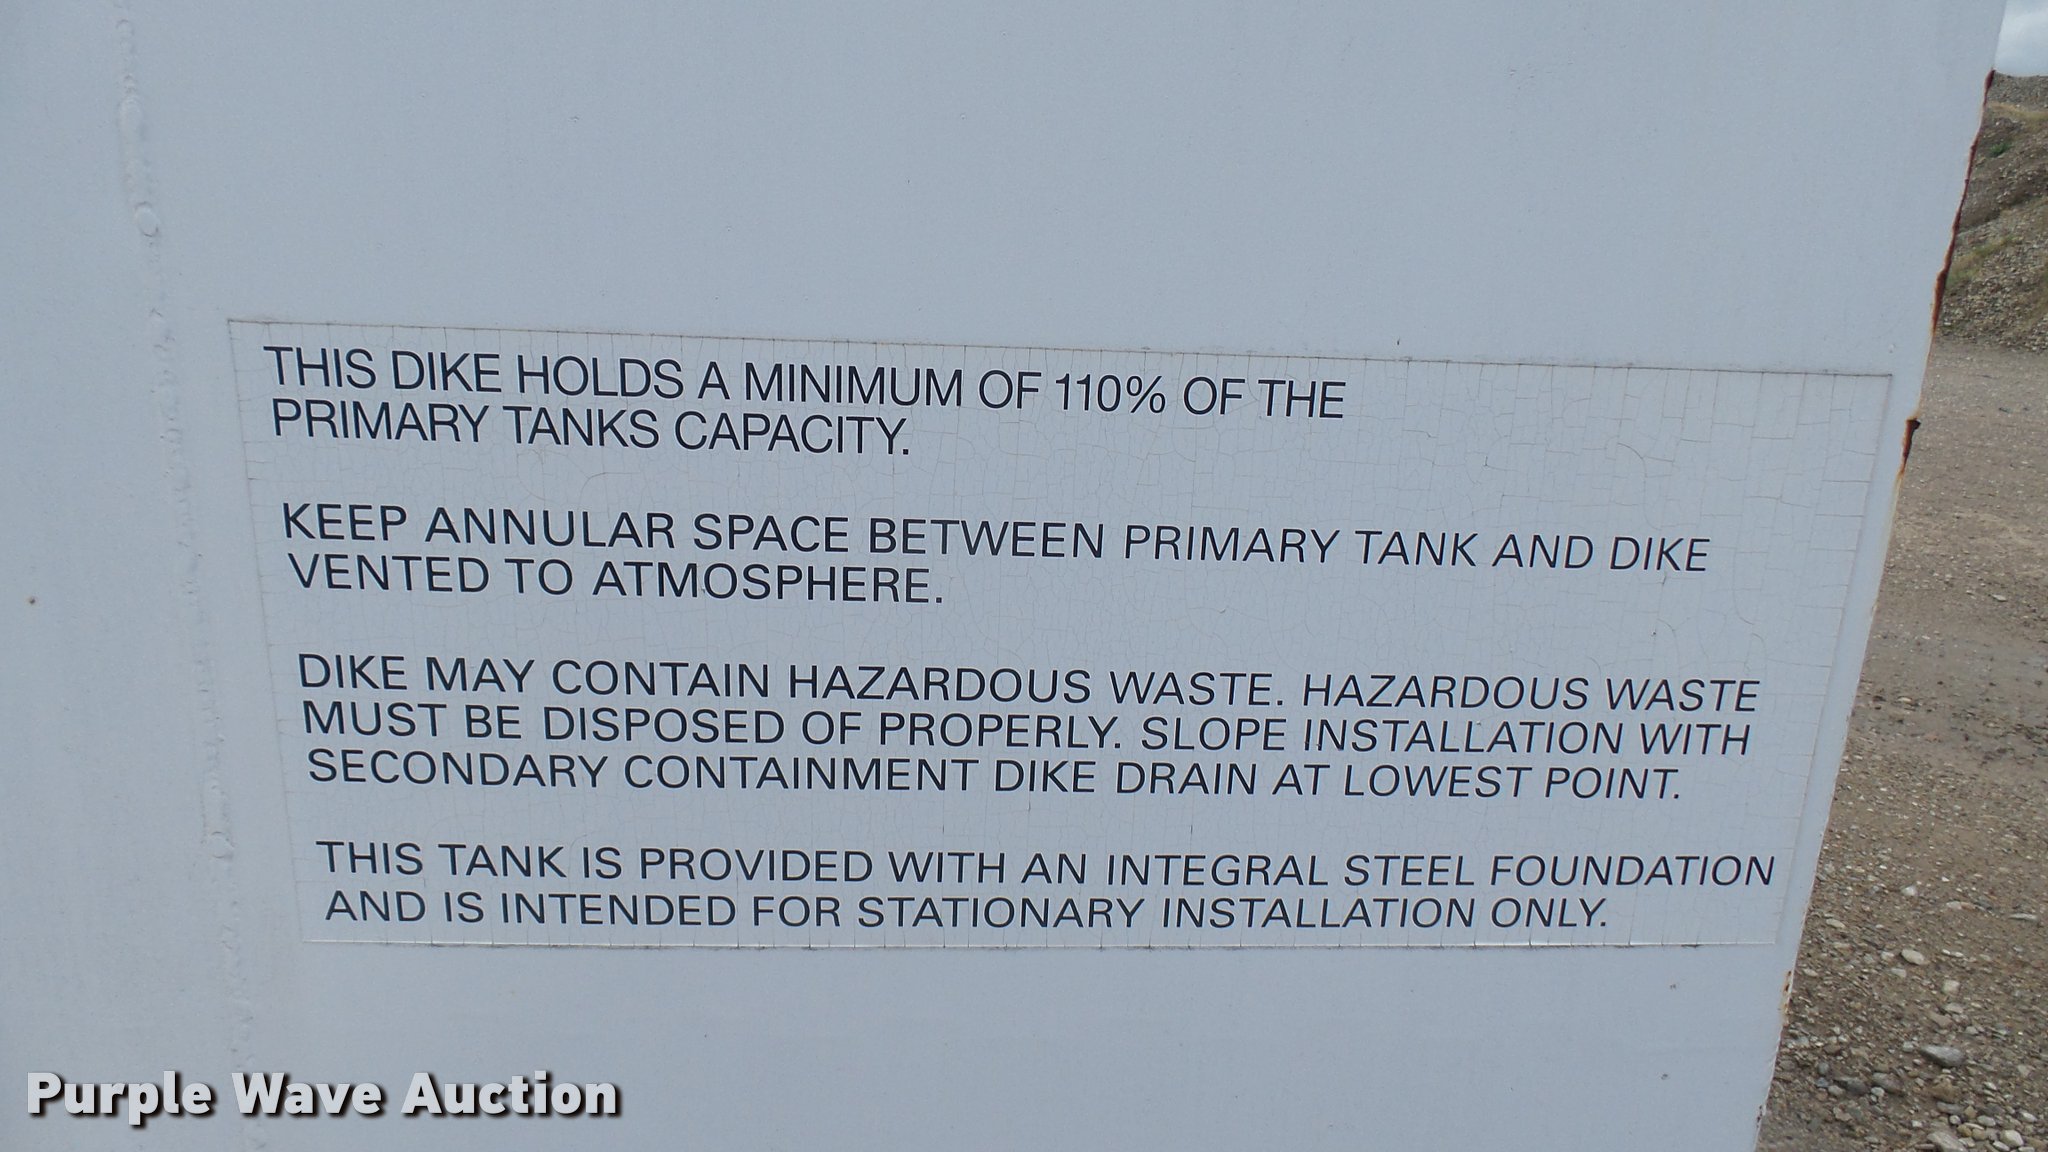 THIS DIKE HOLDS A MINIMUM OF 110% OF THE
PRIMARY TANKS CAPACITY.
KEEP ANNULAR SPACE BETWEEN PRIMARY TANK AND DIKE
VENTED TO ATMOSPHERE.
DIKE MAY CONTAIN HAZARDOUS WASTE. HAZARDOUS WASTE
MUST BE DISPOSED OF PROPERLY. SLOPE INSTALLATION WITH
SECONDARY CONTAINMENT DIKE DRAIN AT LOWEST POINT.
THIS TANK IS PROVIDED WITH AN INTEGRAL STEEL FOUNDATION
AND IS INTENDED FOR STATIONARY INSTALLATION ONLY.
Purple Wave Auction